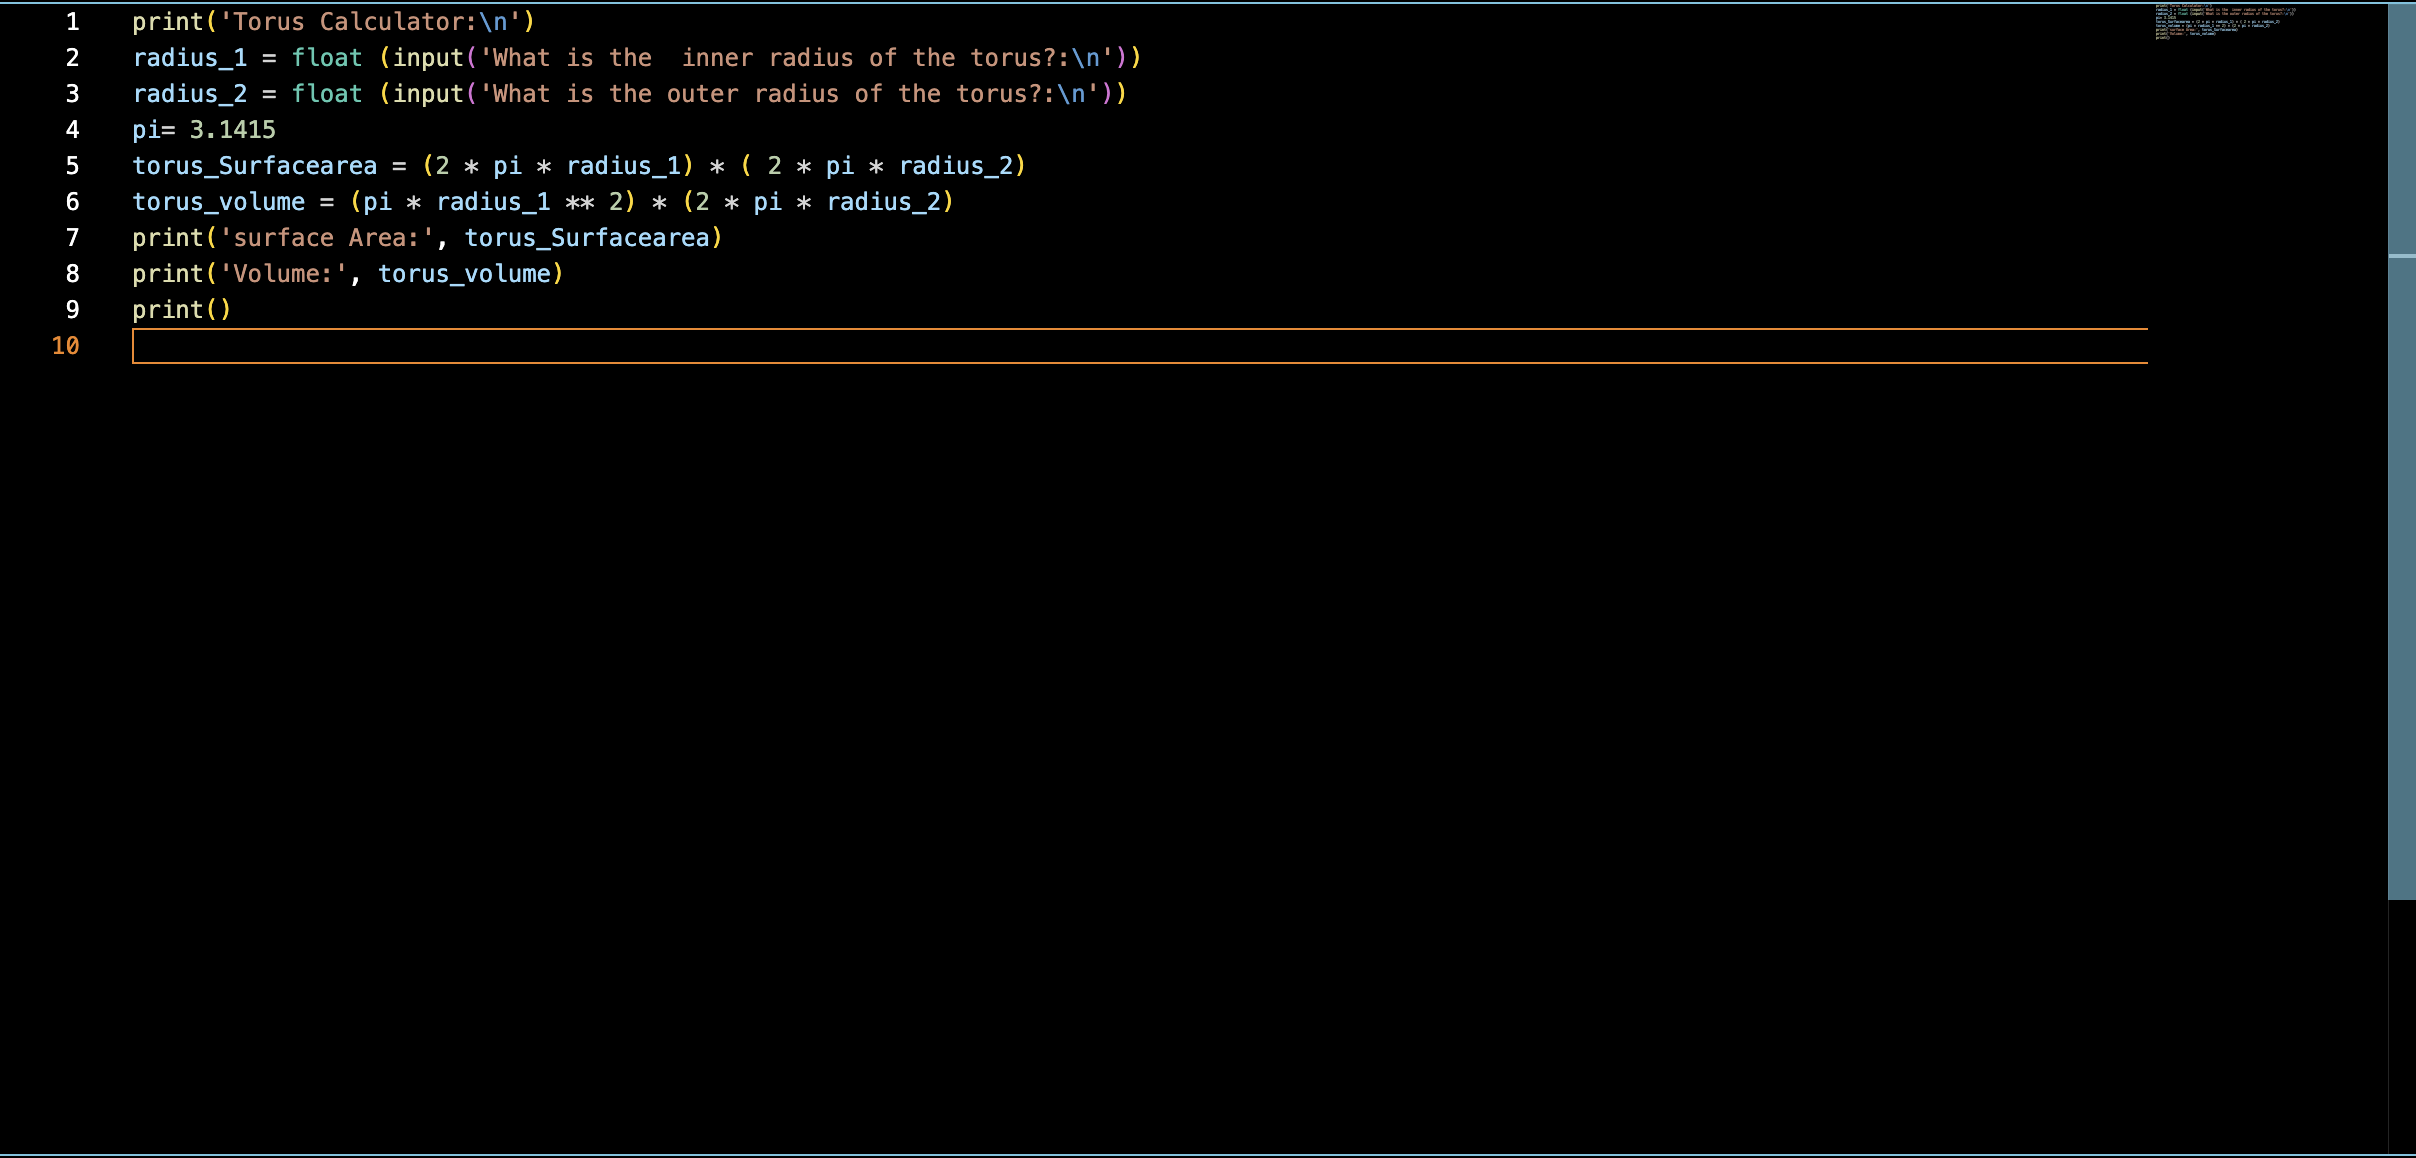 1 print('Torus Calculator:\n')
2 radius_1 = float (input('What is the  inner radius of the torus?:\n'))
3 radius_2 = float (input('What is the outer radius of the torus?:\n'))
4 pi= 3.1415
5 torus_Surfacearea = (2 * pi * radius_1) * ( 2 * pi * radius_2)
6 torus_volume = (pi * radius_1 ** 2) * (2 * pi * radius_2)
7 print('surface Area:', torus_Surfacearea)
8 print('Volume:', torus_volume)
9 print()
10